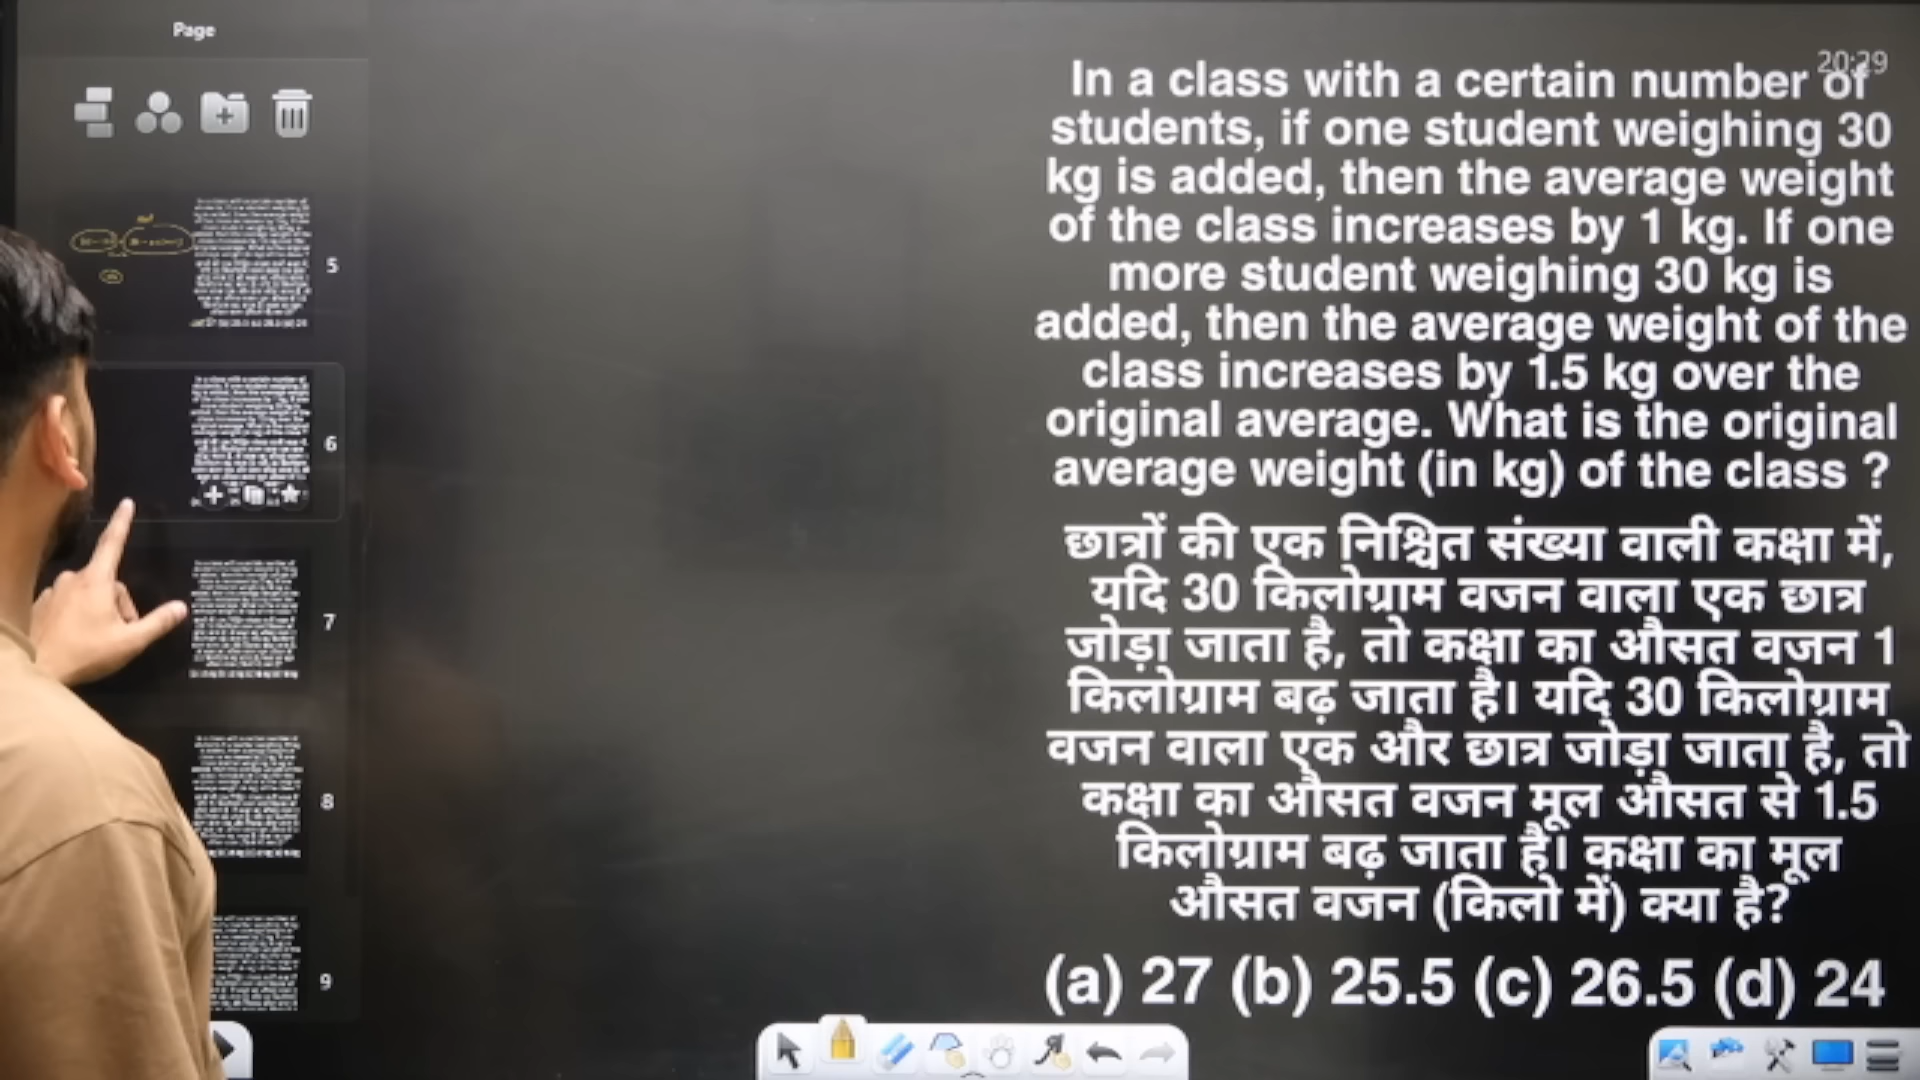 Page
20:29
In a class with a certain number of
students, if one student weighing 30
kg is added, then the average weight
of the class increases by 1 kg. If one
more student weighing 30 kg is
added, then the average weight of the
class increases by 1.5 kg over the
original average. What is the original
average weight (in kg) of the class ?
छात्रों की एक निश्चित संख्या वाली कक्षा में,
यदि 30 किलोग्राम वजन वाला एक छात्र
जोड़ा जाता है, तो कक्षा का औसत वजन 1
किलोग्राम बढ़ जाता है। यदि 30 किलोग्राम
वजन वाला एक और छात्र जोड़ा जाता है, तो
कक्षा का औसत वजन मूल औसत से 1.5
किलोग्राम बढ़ जाता है। कक्षा का मूल
औसत वजन (किलो में) क्या है?
(a) 27 (b) 25.5 (c) 26.5 (d) 24
5
6
7
8
9